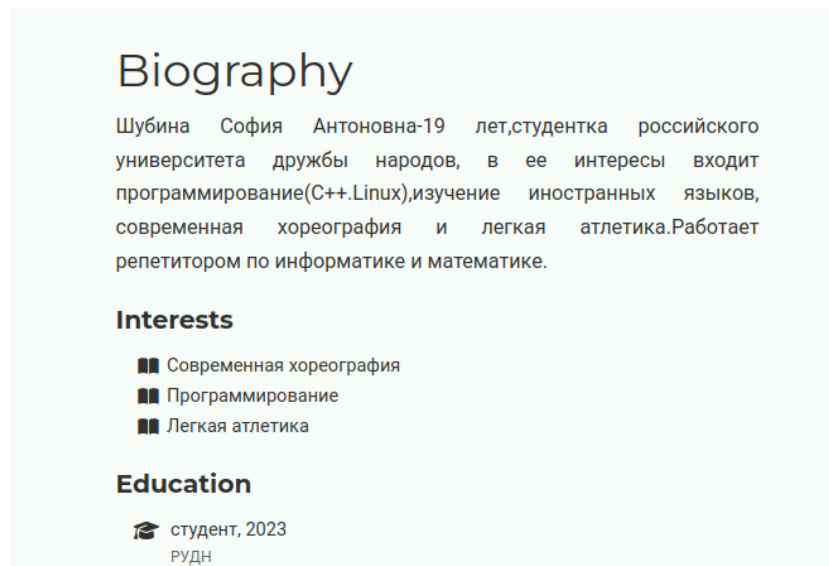 Biography
Шубина София Антоновна-19 лет,студентка российского
университета дружбы народов, в ее интересы входит
программирование(C++.Linux),изучение иностранных языков,
современная хореография и легкая атлетика.Работает
репетитором по информатике и математике.
Interests
Современная хореография
Программирование
Легкая атлетика
Education
студент, 2023
РУДН